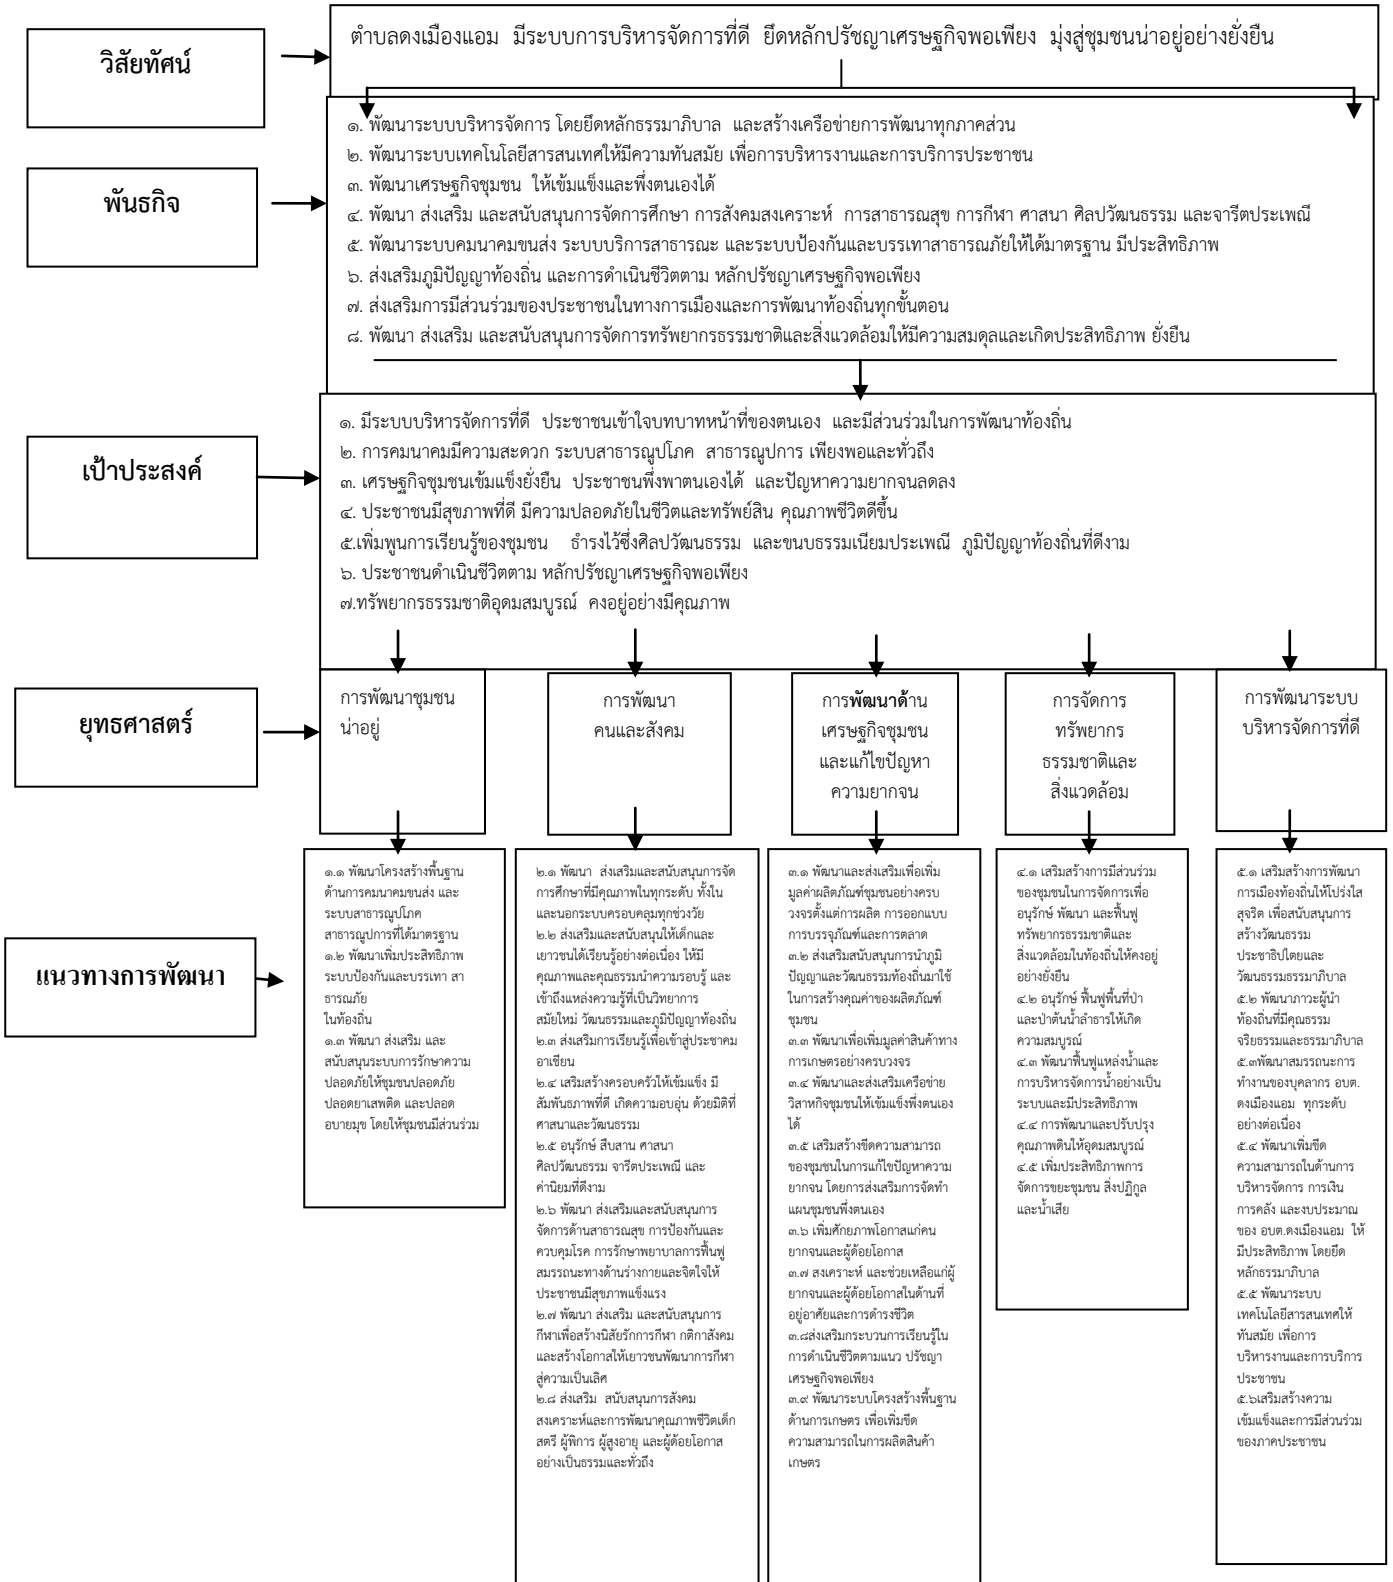 วิสัยทัศน์
ตำบลดงเมืองแอม มีระบบการบริหารจัดการที่ดี ยึดหลักปรัชญาเศรษฐกิจพอเพียง มุ่งสู่ชุมชนน่าอยู่อย่างยั่งยืน
พันธกิจ
๑. พัฒนาระบบบริหารจัดการ โดยยึดหลักธรรมาภิบาล และสร้างเครือข่ายการพัฒนาทุกภาคส่วน
๒. พัฒนาระบบเทคโนโลยีสารสนเทศให้มีความทันสมัย เพื่อการบริหารงานและการบริการประชาชน
๓. พัฒนาเศรษฐกิจชุมชน ให้เข้มแข็งและพึ่งตนเองได้
๔. พัฒนา ส่งเสริม และสนับสนุนการจัดการศึกษา การสังคมสงเคราะห์ การสาธารณสุข การกีฬา ศาสนา ศิลปวัฒนธรรม และจารีตประเพณี
๕. พัฒนาระบบคมนาคมขนส่ง ระบบบริการสาธารณะ และระบบป้องกันและบรรเทาสาธารณภัยให้ได้มาตรฐาน มีประสิทธิภาพ
๖. ส่งเสริมภูมิปัญญาท้องถิ่น และการดำเนินชีวิตตาม หลักปรัชญาเศรษฐกิจพอเพียง
๗. ส่งเสริมการมีส่วนร่วมของประชาชนในทางการเมืองและการพัฒนาท้องถิ่นทุกขั้นตอน
๘. พัฒนา ส่งเสริม และสนับสนุนการจัดการทรัพยากรธรรมชาติและสิ่งแวดล้อมให้มีความสมดุลและเกิดประสิทธิภาพ ยั่งยืน
เป้าประสงค์
๑. มีระบบบริหารจัดการที่ดี ประชาชนเข้าใจบทบาทหน้าที่ของตนเอง และมีส่วนร่วมในการพัฒนาท้องถิ่น
๒. การคมนาคมมีความสะดวก ระบบสาธารณูปโภค สาธารณูปการ เพียงพอและทั่วถึง
๓. เศรษฐกิจชุมชนเข้มแข็งยั่งยืน ประชาชนพึ่งพาตนเองได้ และปัญหาความยากจนลดลง
๔. ประชาชนมีสุขภาพที่ดี มีความปลอดภัยในชีวิตและทรัพย์สิน คุณภาพชีวิตดีขึ้น
๕.เพิ่มพูนการเรียนรู้ของชุมชน ธำรงไว้ซึ่งศิลปวัฒนธรรม และขนบธรรมเนียมประเพณี ภูมิปัญญาท้องถิ่นที่ดีงาม
๖. ประชาชนดำเนินชีวิตตาม หลักปรัชญาเศรษฐกิจพอเพียง
๗.ทรัพยากรธรรมชาติอุดมสมบูรณ์ คงอยู่อย่างมีคุณภาพ
ยุทธศาสตร์
การพัฒนาชุมชน
น่าอยู่
การพัฒนา
คนและสังคม
การพัฒนาด้าน
เศรษฐกิจชุมชน
และแก้ไขปัญหา
ความยากจน
การจัดการ
ทรัพยากร
ธรรมชาติและ
สิ่งแวดล้อม
การพัฒนาระบบ
บริหารจัดการที่ดี
แนวทางการพัฒนา
๑.๑ พัฒนาโครงสร้างพื้นฐาน
ด้านการคมนาคมขนส่ง และ
ระบบสาธารณูปโภค
สาธารณูปการที่ได้มาตรฐาน
๑.๒ พัฒนาเพิ่มประสิทธิภาพ
ระบบป้องกันและบรรเทา สา
ธารณภัย
ในท้องถิ่น
๑.๓ พัฒนา ส่งเสริม และ
สนับสนุนระบบการรักษาความ
ปลอดภัยให้ชุมชนปลอดภัย
ปลอดยาเสพติด และปลอด
อบายมุข โดยให้ชุมชนมีส่วนร่วม
๒.๑ พัฒนา ส่งเสริมและสนับสนุนการจัด
การศึกษาที่มีคุณภาพในทุกระดับ ทั้งใน
และนอกระบบครอบคลุมทุกช่วงวัย
๒.๒ ส่งเสริมและสนับสนุนให้เด็กและ
เยาวชนได้เรียนรู้อย่างต่อเนื่อง ให้มี
คุณภาพและคุณธรรมนำความรอบรู้ และ
เข้าถึงแหล่งความรู้ที่เป็นวิทยาการ
สมัยใหม่ วัฒนธรรมและภูมิปัญญาท้องถิ่น
๒.๓ ส่งเสริมการเรียนรู้เพื่อเข้าสู่ประชาคม
อาเซียน
๒.๔ เสริมสร้างครอบครัวให้เข้มแข็ง มี
สัมพันธภาพที่ดี เกิดความอบอุ่น ด้วยมิติที่
ศาสนาและวัฒนธรรม
๒.๕ อนุรักษ์ สืบสาน ศาสนา
ศิลปวัฒนธรรม จารีตประเพณี และ
ค่านิยมที่ดีงาม
๒.๖ พัฒนา ส่งเสริมและสนับสนุนการ
จัดการด้านสาธารณสุข การป้องกันและ
ควบคุมโรค การรักษาพยาบาลการฟื้นฟู
สมรรถนะทางด้านร่างกายและจิตใจให้
ประชาชนมีสุขภาพแข็งแรง
๒.๗ พัฒนา ส่งเสริม และสนับสนุนการ
กีฬาเพื่อสร้างนิสัยรักการกีฬา กติกาสังคม
และสร้างโอกาสให้เยาวชนพัฒนาการกีฬา
สู่ความเป็นเลิศ
๒.๘ ส่งเสริม สนับสนุนการสังคม
สงเคราะห์และการพัฒนาคุณภาพชีวิตเด็ก
สตรี ผู้พิการ ผู้สูงอายุ และผู้ด้อยโอกาส
อย่างเป็นธรรมและทั่วถึง
๓.๑ พัฒนาและส่งเสริมเพื่อเพิ่ม
มูลค่าผลิตภัณฑ์ชุมชนอย่างครบ
วงจรตั้งแต่การผลิต การออกแบบ
การบรรจุภัณฑ์และการตลาด
๓.๒ ส่งเสริมสนับสนุนการนำภูมิ
ปัญญาและวัฒนธรรมท้องถิ่นมาใช้
ในการสร้างคุณค่าของผลิตภัณฑ์
ชุมชน
๓.๓ พัฒนาเพื่อเพิ่มมูลค่าสินค้าทาง
การเกษตรอย่างครบวงจร
๓.๔ พัฒนาและส่งเสริมเครือข่าย
วิสาหกิจชุมชนให้เข้มแข็งพึ่งตนเอง
ได้
๓.๕ เสริมสร้างขีดความสามารถ
ของชุมชนในการแก้ไขปัญหาความ
ยากจน โดยการส่งเสริมการจัดทำ
แผนชุมชนพึ่งตนเอง
๓.๖ เพิ่มศักยภาพโอกาสแก่คน
ยากจนและผู้ด้อยโอกาส
๓.๗ สงเคราะห์ และช่วยเหลือแก่ผู้
ยากจนและผู้ด้อยโอกาสในด้านที่
อยู่อาศัยและการดำรงชีวิต
๓.๘ส่งเสริมกระบวนการเรียนรู้ใน
การดำเนินชีวิตตามแนว ปรัชญา
เศรษฐกิจพอเพียง
๓.๙ พัฒนาระบบโครงสร้างพื้นฐาน
ด้านการเกษตร เพื่อเพิ่มขีด
ความสามารถในการผลิตสินค้า
เกษตร
๔.๑ เสริมสร้างการมีส่วนร่วม
ของชุมชนในการจัดการเพื่อ
อนุรักษ์ พัฒนา และฟื้นฟู
ทรัพยากรธรรมชาติและ
สิ่งแวดล้อมในท้องถิ่นให้คงอยู่
อย่างยั่งยืน
๔.๒ อนุรักษ์ ฟื้นฟูพื้นที่ป่า
และป่าต้นน้ำลำธารให้เกิด
ความสมบูรณ์
๔.๓ พัฒนาฟื้นฟูแหล่งน้ำและ
การบริหารจัดการน้ำอย่างเป็น
ระบบและมีประสิทธิภาพ
๔.๔ การพัฒนาและปรับปรุง
คุณภาพดินให้อุดมสมบูรณ์
๔.๕ เพิ่มประสิทธิภาพการ
จัดการขยะชุมชน สิ่งปฏิกูล
และน้ำเสีย
๕.๑ เสริมสร้างการพัฒนา
การเมืองท้องถิ่นให้โปร่งใส
สุจริต เพื่อสนับสนุนการ
สร้างวัฒนธรรม
ประชาธิปไตยและ
วัฒนธรรมธรรมาภิบาล
๕.๒ พัฒนาภาวะผู้นำ
ท้องถิ่นที่มีคุณธรรม
จริยธรรมและธรรมาภิบาล
๕.๓พัฒนาสมรรถนะการ
ทำงานของบุคลากร อบต.
ดงเมืองแอม ทุกระดับ
อย่างต่อเนื่อง
๕.๔ พัฒนาเพิ่มขีด
ความสามารถในด้านการ
บริหารจัดการ การเงิน
การคลัง และงบประมาณ
ของ อบต.ดงเมืองแอม ให้
มีประสิทธิภาพ โดยยึด
หลักธรรมาภิบาล
๕.๕ พัฒนาระบบ
เทคโนโลยีสารสนเทศให้
ทันสมัย เพื่อการ
บริหารงานและการบริการ
ประชาชน
๕.๖เสริมสร้างความ
เข้มแข็งและการมีส่วนร่วม
ของภาคประชาชน